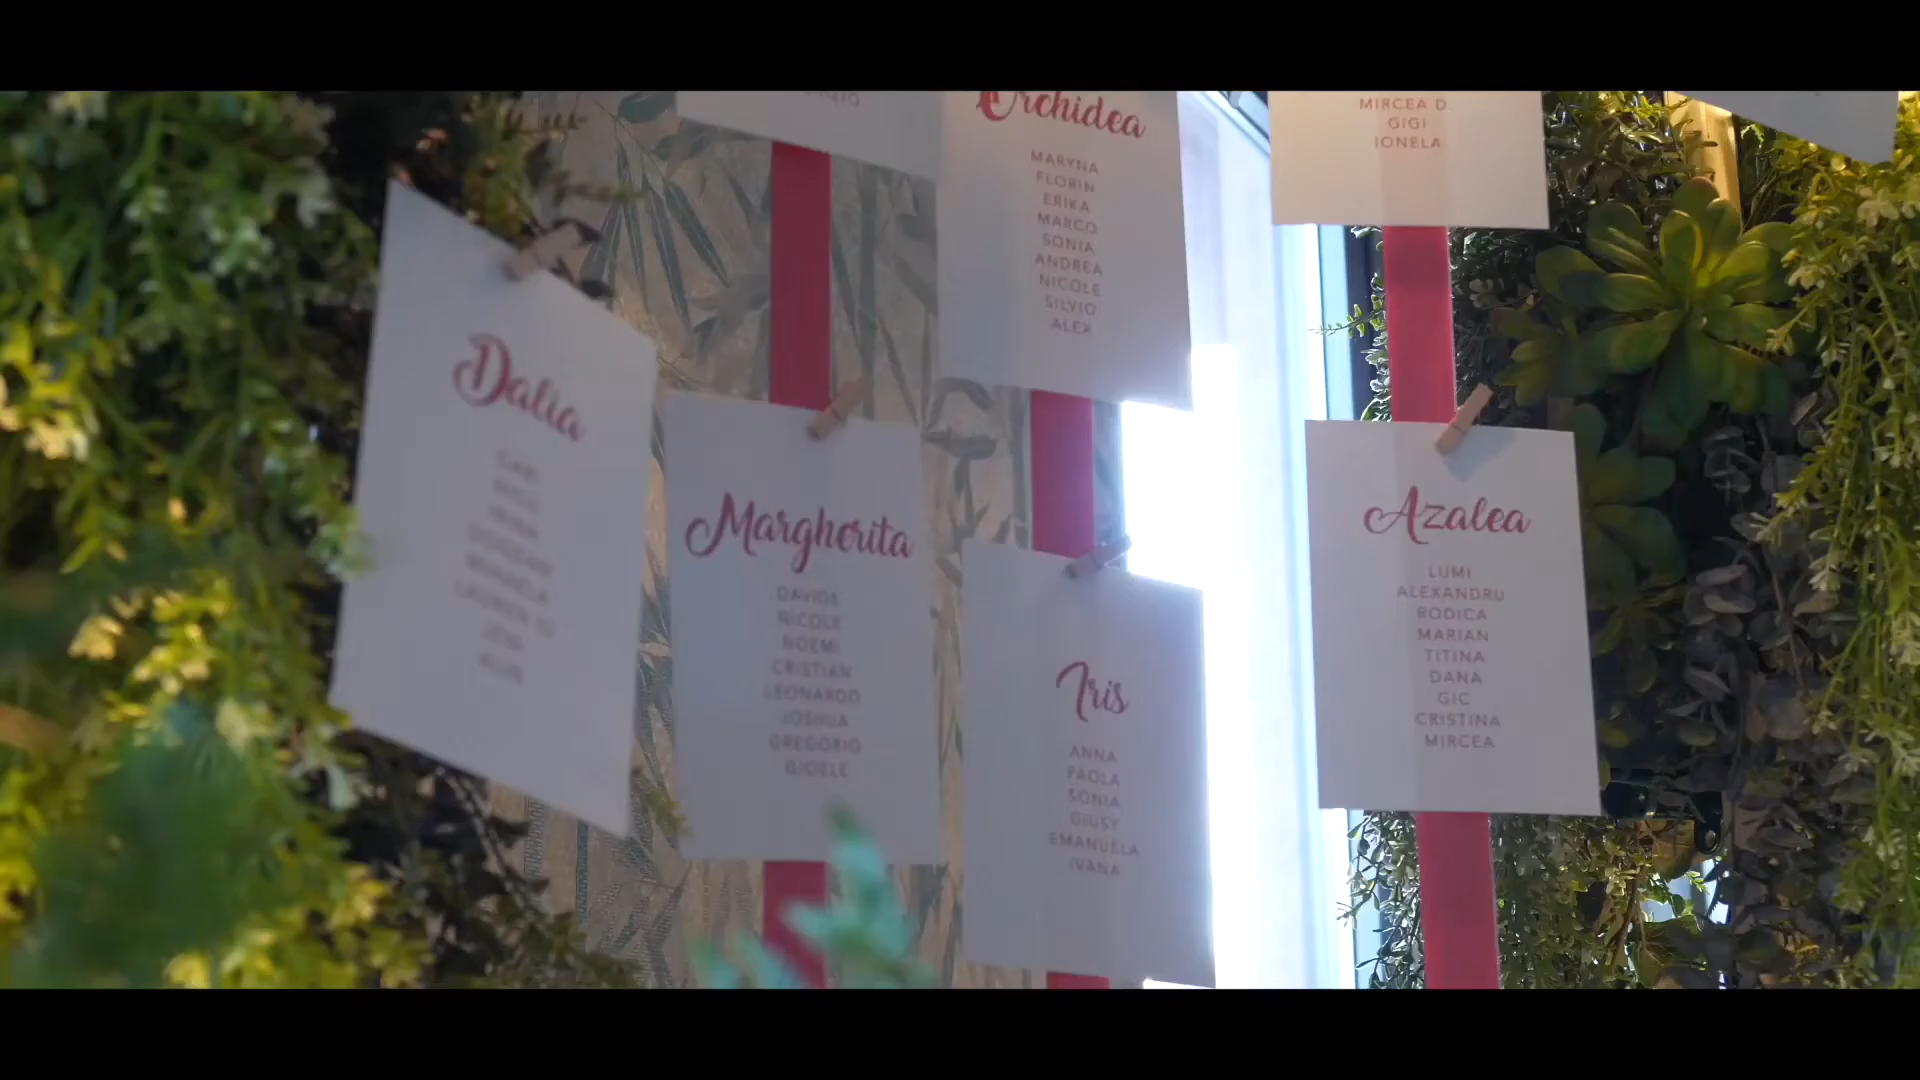 Orchidea
MARYNA
FLORIN
ERIKA
MARCO
SONIA
ANDREA
NICOLE
SILVIO
ALEX
MIRCEA D.
GIGI
IONELA
Dalia
Margherita
DAVIDE
NICOLE
NOEMI
CRISTIAN
LEONARDO
JOSHUA
GREGORIO
GIOELE
Iris
ANNA
PAOLA
SONIA
GIUSY
EMANUELA
IVANA
Azalea
LUMI
ALEXANDRU
RODICA
MARIAN
TITINA
DANA
GIC
CRISTINA
MIRCEA